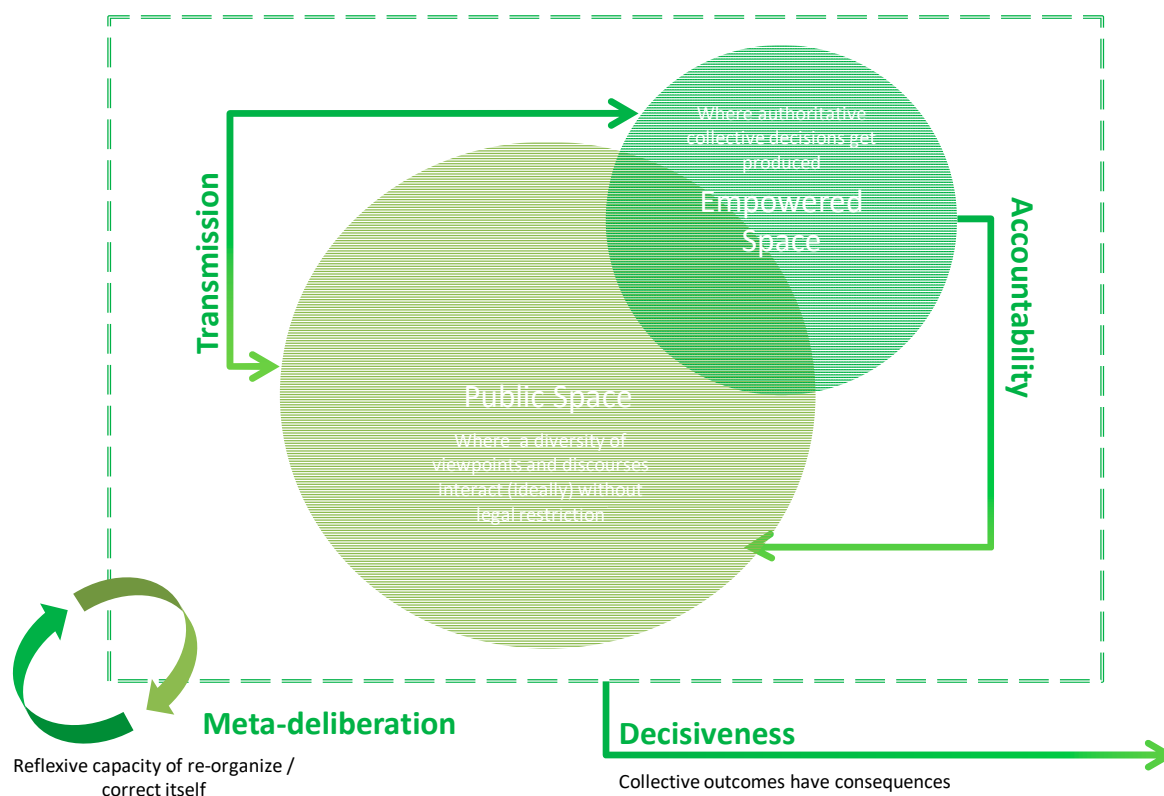 Where authoritative
collective decisions get
produced
Empowered
Space
Transmission
Accountability
Public Space
Where a diversity of
viewpoints and discourses
interact (ideally) without
legal restriction
Meta-deliberation
Reflexive capacity of re-organize /
correct itself
Decisiveness
Collective outcomes have consequences